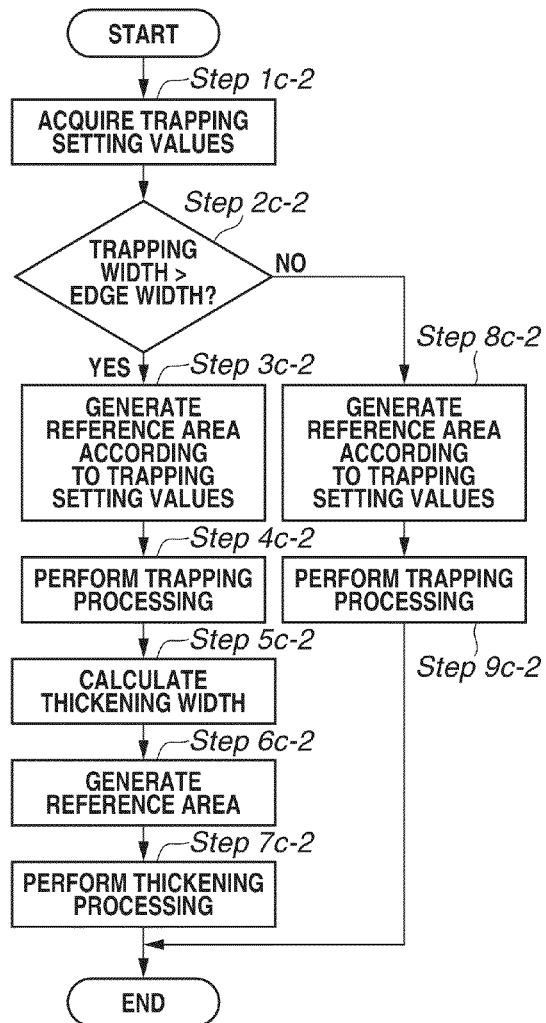 START
Step 1c-2
ACQUIRE TRAPPING
SETTING VALUES
Step 2c-2
TRAPPING
WIDTH >
EDGE WIDTH?
NO
YES
Step 3c-2
GENERATE
REFERENCE AREA
ACCORDING
TO TRAPPING
SETTING VALUES
Step 4c-2
PERFORM TRAPPING
PROCESSING
Step 5c-2
CALCULATE
THICKENING WIDTH
Step 6c-2
GENERATE
REFERENCE AREA
Step 7c-2
PERFORM THICKENING
PROCESSING
Step 8c-2
GENERATE
REFERENCE AREA
ACCORDING
TO TRAPPING
SETTING VALUES
PERFORM TRAPPING
PROCESSING
Step 9c-2
END